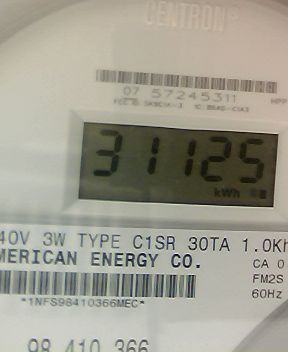 CENTRON®
07 57245311
31125
kWh
40V 3W TYPE C1SR 30TA 1.0Kh
MERICAN ENERGY CO.
CA 0
FM2S
60Hz
*1NFS98410366MEC*
98 410 366